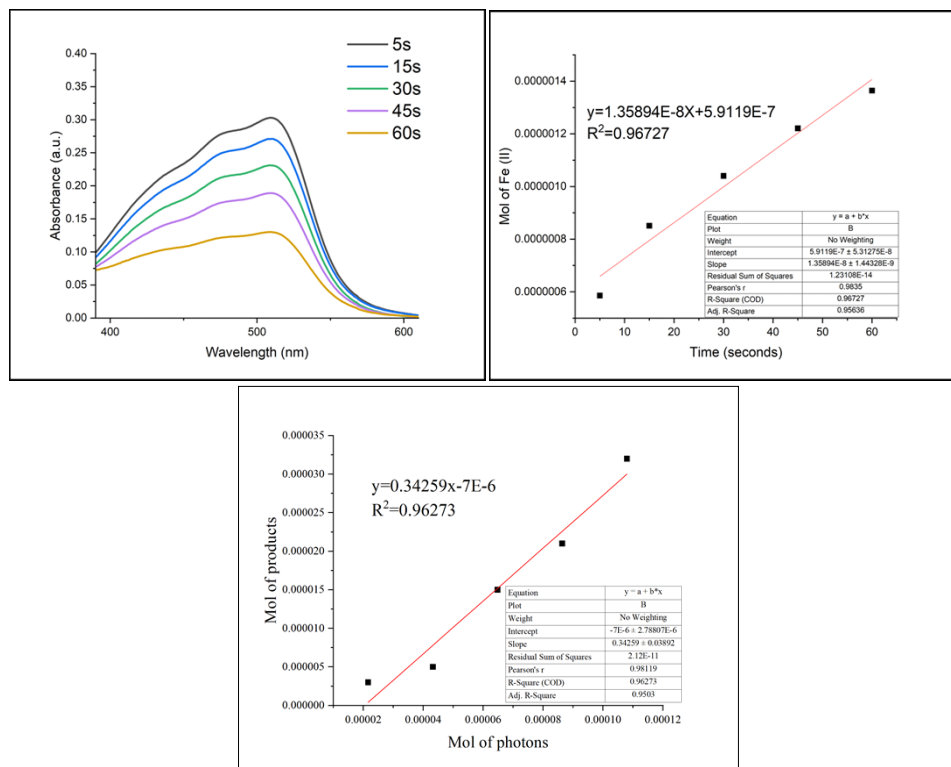 5s
15s
30s
45s
60s
0.40
0.35
0.30
0.25
0.20
0.15
0.10
0.05
0.00
Absorbance (a.u.)
400
500
600
Wavelength (nm)
0.0000014
0.0000012
0.0000010
0.0000008
0.0000006
Mol of Fe (II)
y=1.35894E-8X+5.9119E-7
R²=0.96727
Equation y = a + b*x
Plot B
Weight No Weighting
Intercept 5.9119E-7 ± 5.31275E-8
Slope 1.35894E-8 ± 1.44328E-9
Residual Sum of Squares 1.23108E-14
Pearson's r 0.9835
R-Square (COD) 0.96727
Adj. R-Square 0.95636
0 10 20 30 40 50 60
Time (seconds)
0.000035
0.000030
0.000025
0.000020
0.000015
0.000010
0.000005
0.000000
Mol of products
y=0.34259x-7E-6
R²=0.96273
Equation y = a + b*x
Plot B
Weight No Weighting
Intercept -7E-6 ± 2.78807E-6
Slope 0.34259 ± 0.03892
Residual Sum of Squares 2.12E-11
Pearson's r 0.98119
R-Square (COD) 0.96273
Adj. R-Square 0.9503
0.00002 0.00004 0.00006 0.00008 0.00010 0.00012
Mol of photons